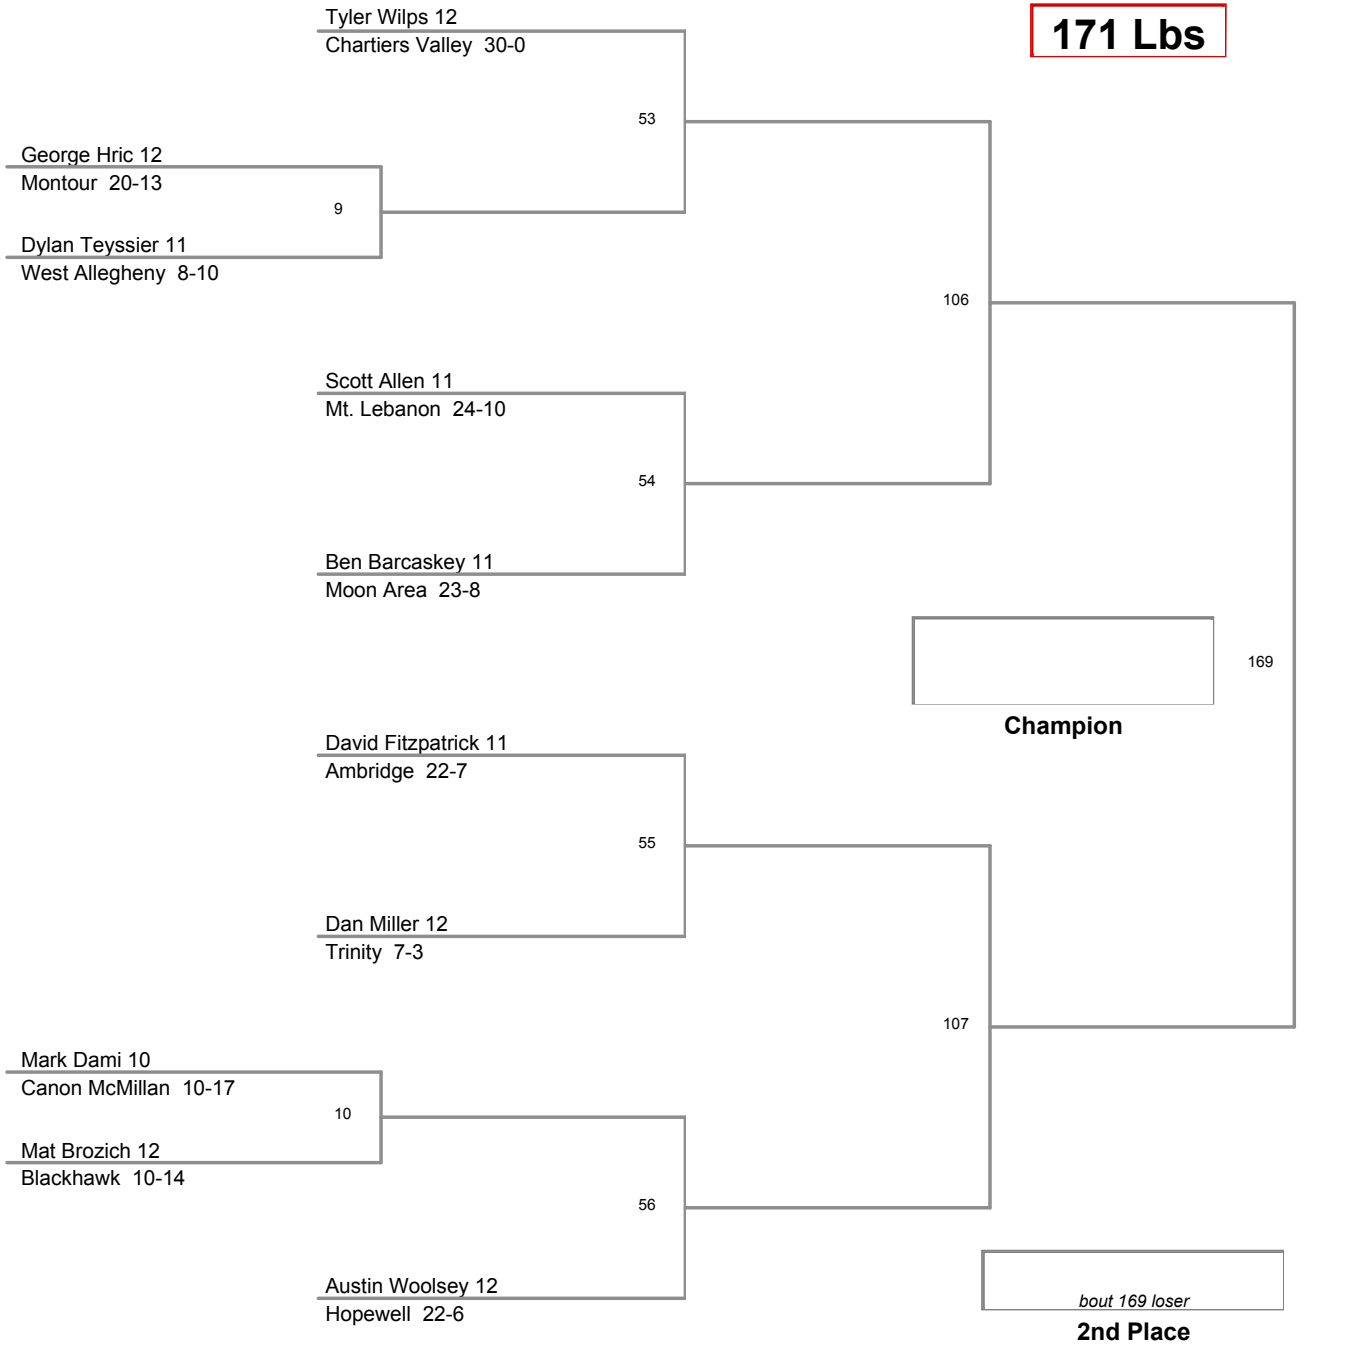 Tyler Wilps 12
171 Lbs
Chartiers Valley  30-0
53
George Hric 12
Montour  20-13
9
Dylan Teyssier 11
West Allegheny  8-10
106
Scott Allen 11
Mt. Lebanon  24-10
54
Ben Barcaskey 11
Moon Area  23-8
169
Champion
David Fitzpatrick 11
Ambridge  22-7
55
Dan Miller 12
Trinity  7-3
107
Mark Dami 10
Canon McMillan  10-17
10
Mat Brozich 12
Blackhawk  10-14
56
Austin Woolsey 12
Hopewell  22-6
bout 169 loser
2nd Place